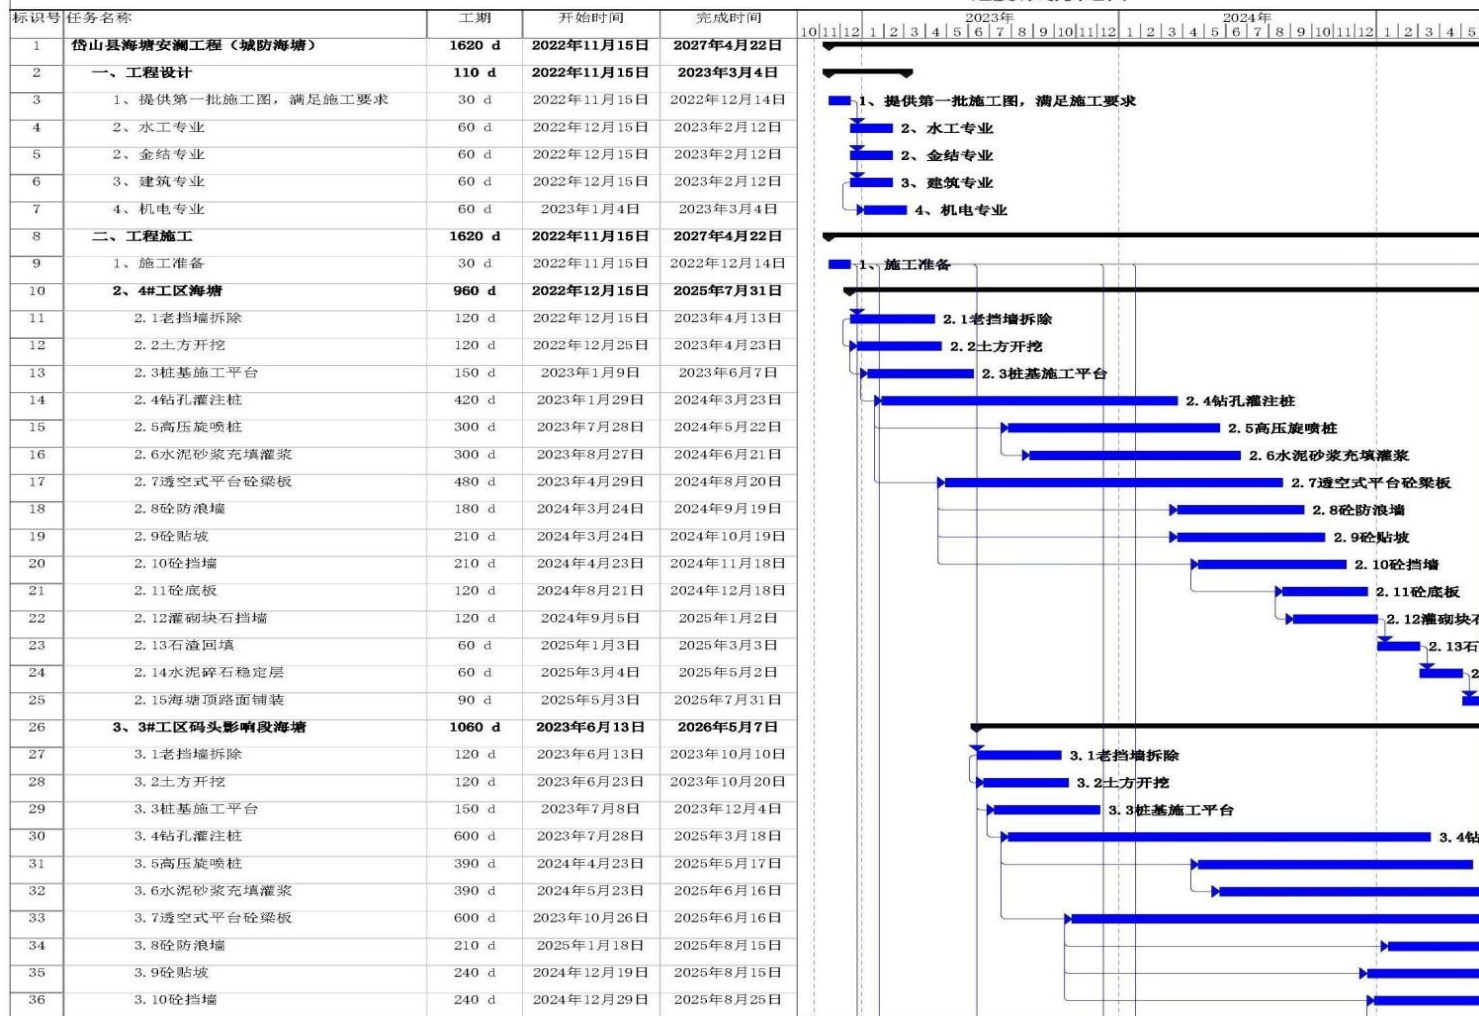 2023年 2024年
标识号 任务名称 工期 开始时间 完成时间 10 11 12 1 2 3 4 5 6 7 8 9 10 11 12 1 2 3 4 5 6 7 8 9 10 11 12 1 2 3 4 5
1 岱山县海塘安澜工程（城防海塘） 1620 d 2022年11月15日 2027年4月22日
2 一、工程设计 110 d 2022年11月15日 2023年3月4日
3 1、提供第一批施工图，满足施工要求 30 d 2022年11月15日 2022年12月14日 1、提供第一批施工图，满足施工要求
4 2、水工专业 60 d 2022年12月15日 2023年2月12日 2、水工专业
5 2、金结专业 60 d 2022年12月15日 2023年2月12日 2、金结专业
6 3、建筑专业 60 d 2022年12月15日 2023年2月12日 3、建筑专业
7 4、机电专业 60 d 2023年1月4日 2023年3月4日 4、机电专业
8 二、工程施工 1620 d 2022年11月15日 2027年4月22日
9 1、施工准备 30 d 2022年11月15日 2022年12月14日 1、施工准备
10 2、4#工区海塘 960 d 2022年12月15日 2025年7月31日
11 2.1老挡墙拆除 120 d 2022年12月15日 2023年4月13日 2.1老挡墙拆除
12 2.2土方开挖 120 d 2022年12月25日 2023年4月23日 2.2土方开挖
13 2.3桩基施工平台 150 d 2023年1月9日 2023年6月7日 2.3桩基施工平台
14 2.4钻孔灌注桩 420 d 2023年1月29日 2024年3月23日 2.4钻孔灌注桩
15 2.5高压旋喷桩 300 d 2023年7月28日 2024年5月22日 2.5高压旋喷桩
16 2.6水泥砂浆充填灌浆 300 d 2023年8月27日 2024年6月21日 2.6水泥砂浆充填灌浆
17 2.7透空式平台砼梁板 480 d 2023年4月29日 2024年8月20日 2.7透空式平台砼梁板
18 2.8砼防浪墙 180 d 2024年3月24日 2024年9月19日 2.8砼防浪墙
19 2.9砼贴坡 210 d 2024年3月24日 2024年10月19日 2.9砼贴坡
20 2.10砼挡墙 210 d 2024年4月23日 2024年11月18日 2.10砼挡墙
21 2.11砼底板 120 d 2024年8月21日 2024年12月18日 2.11砼底板
22 2.12灌砌块石挡墙 120 d 2024年9月5日 2025年1月2日 2.12灌砌块石
23 2.13石渣回填 60 d 2025年1月3日 2025年3月3日 2.13石
24 2.14水泥碎石稳定层 60 d 2025年3月4日 2025年5月2日 2
25 2.15海塘顶路面铺装 90 d 2025年5月3日 2025年7月31日
26 3、3#工区码头影响段海塘 1060 d 2023年6月13日 2026年5月7日
27 3.1老挡墙拆除 120 d 2023年6月13日 2023年10月10日 3.1老挡墙拆除
28 3.2土方开挖 120 d 2023年6月23日 2023年10月20日 3.2土方开挖
29 3.3桩基施工平台 150 d 2023年7月8日 2023年12月4日 3.3桩基施工平台
30 3.4钻孔灌注桩 600 d 2023年7月28日 2025年3月18日 3.4钻
31 3.5高压旋喷桩 390 d 2024年4月23日 2025年5月17日
32 3.6水泥砂浆充填灌浆 390 d 2024年5月23日 2025年6月16日
33 3.7透空式平台砼梁板 600 d 2023年10月26日 2025年6月16日
34 3.8砼防浪墙 210 d 2025年1月18日 2025年8月15日
35 3.9砼贴坡 240 d 2024年12月19日 2025年8月15日
36 3.10砼挡墙 240 d 2024年12月29日 2025年8月25日